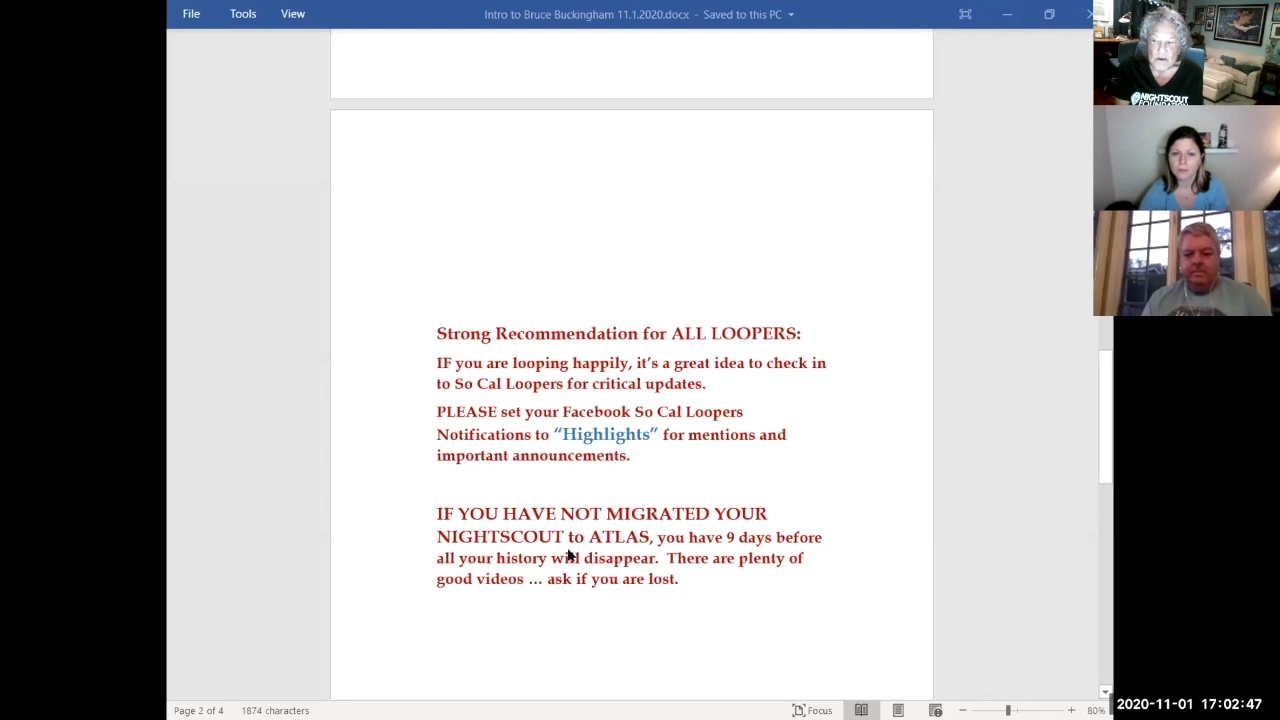 File Tools View
Intro to Bruce Buckingham 11.1.2020.docx - Saved to this PC
NIGHTSCOUT
FOUNDATION
Strong Recommendation for ALL LOOPERS:
IF you are looping happily, it's a great idea to check in
to So Cal Loopers for critical updates.
PLEASE set your Facebook So Cal Loopers
Notifications to “Highlights” for mentions and
important announcements.
IF YOU HAVE NOT MIGRATED YOUR
NIGHTSCOUT to ATLAS, you have 9 days before
all your history will disappear. There are plenty of
good videos … ask if you are lost.
Page 2 of 4 1874 characters
Focus
80%
2020-11-01 17:02:47